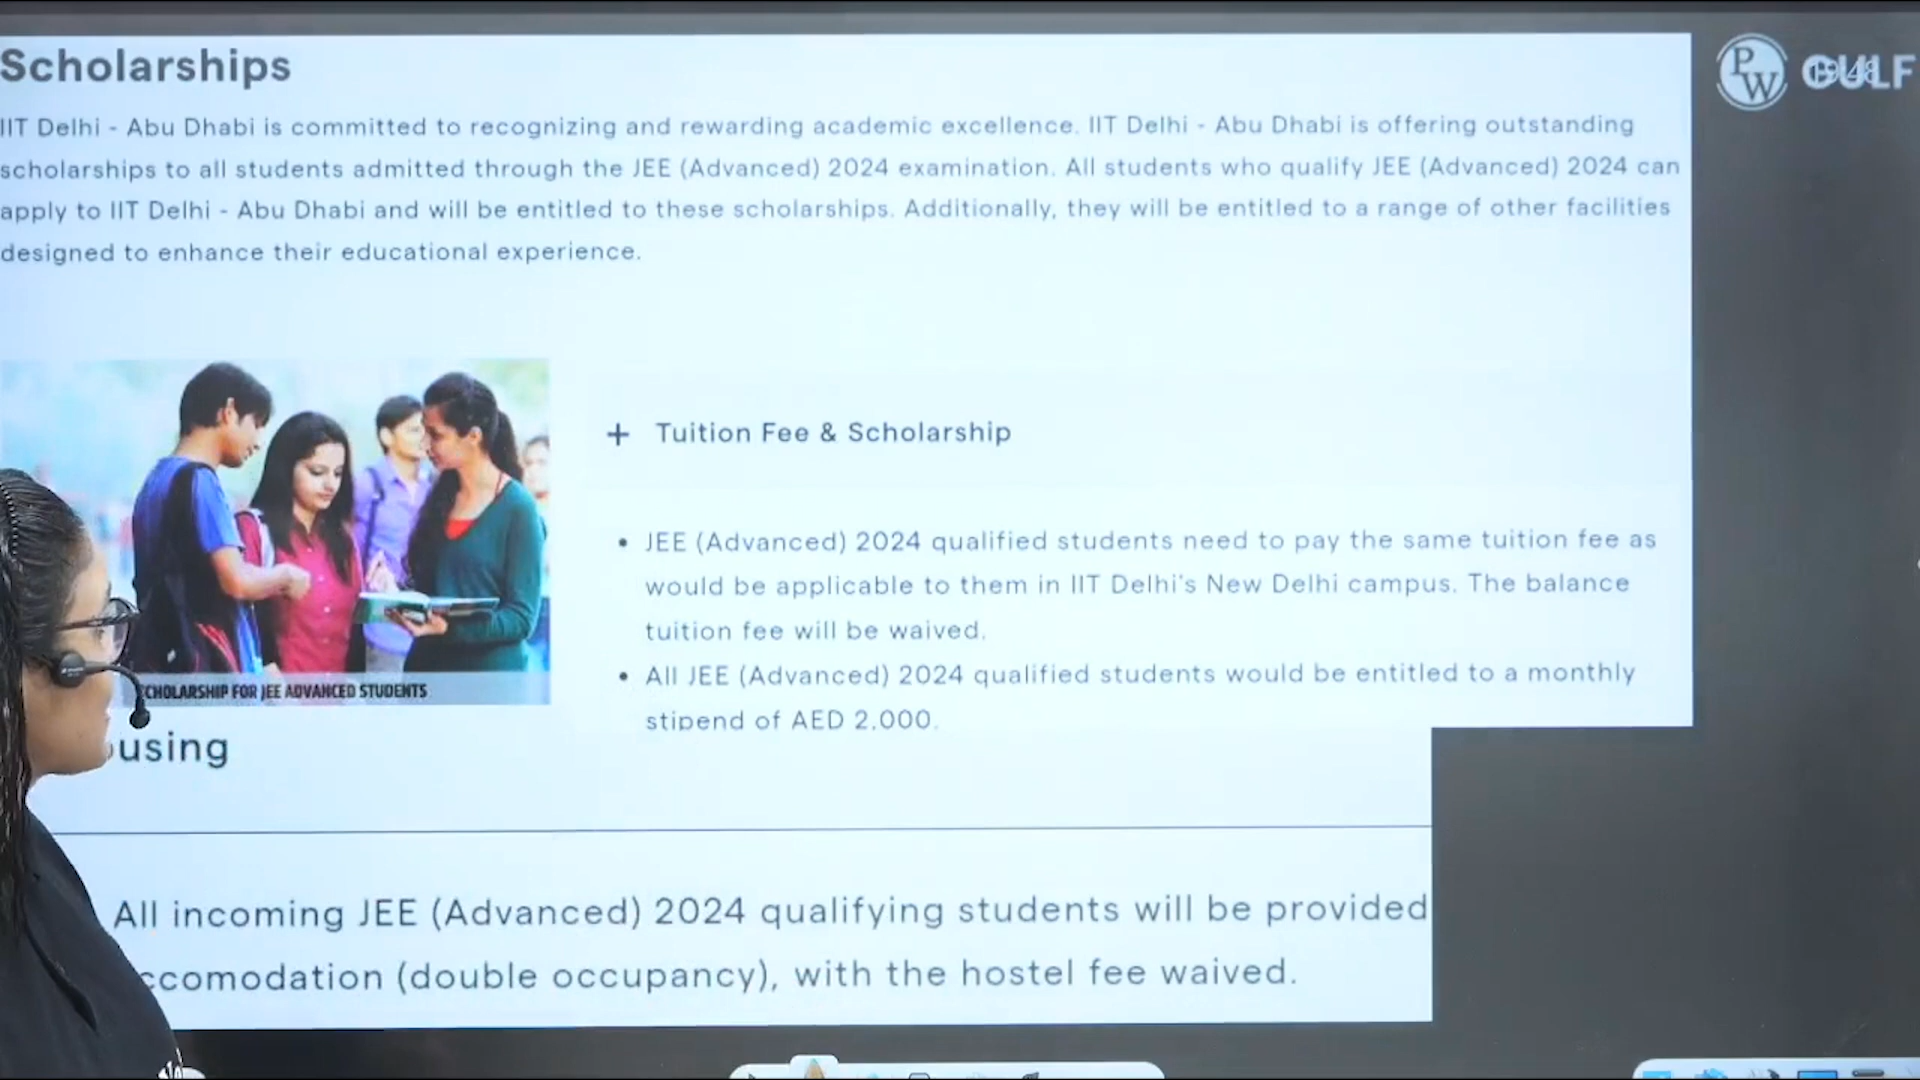 Scholarships
PW GULF
IIT Delhi - Abu Dhabi is committed to recognizing and rewarding academic excellence. IIT Delhi - Abu Dhabi is offering outstanding
scholarships to all students admitted through the JEE (Advanced) 2024 examination. All students who qualify JEE (Advanced) 2024 can
apply to IIT Delhi - Abu Dhabi and will be entitled to these scholarships. Additionally, they will be entitled to a range of other facilities
designed to enhance their educational experience.
+ Tuition Fee & Scholarship
• JEE (Advanced) 2024 qualified students need to pay the same tuition fee as
would be applicable to them in IIT Delhi's New Delhi campus. The balance
tuition fee will be waived.
• All JEE (Advanced) 2024 qualified students would be entitled to a monthly
stipend of AED 2,000.
CHOLARSHIP FOR JEE ADVANCED STUDENTS
using
All incoming JEE (Advanced) 2024 qualifying students will be provided
ccomodation (double occupancy), with the hostel fee waived.